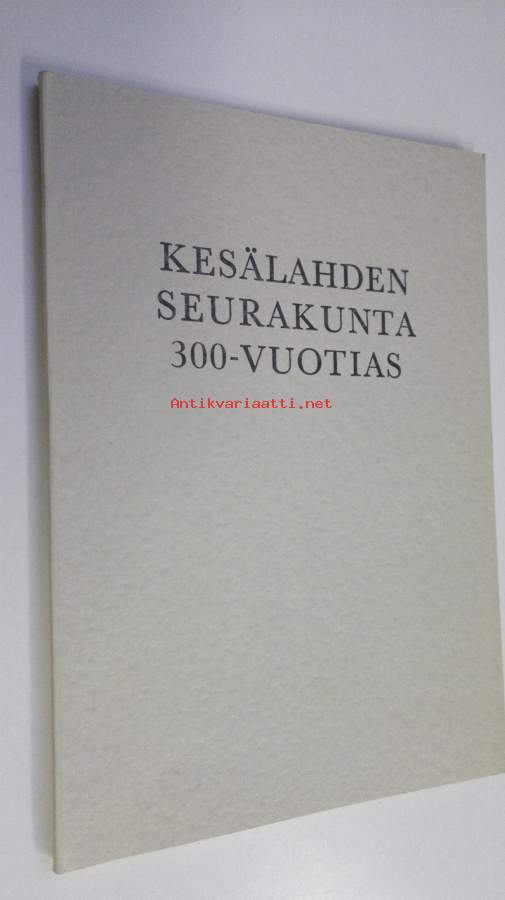 KESÄLAHDEN
SEURAKUNTA
300-VUOTIAS
Antikvariaatti.net